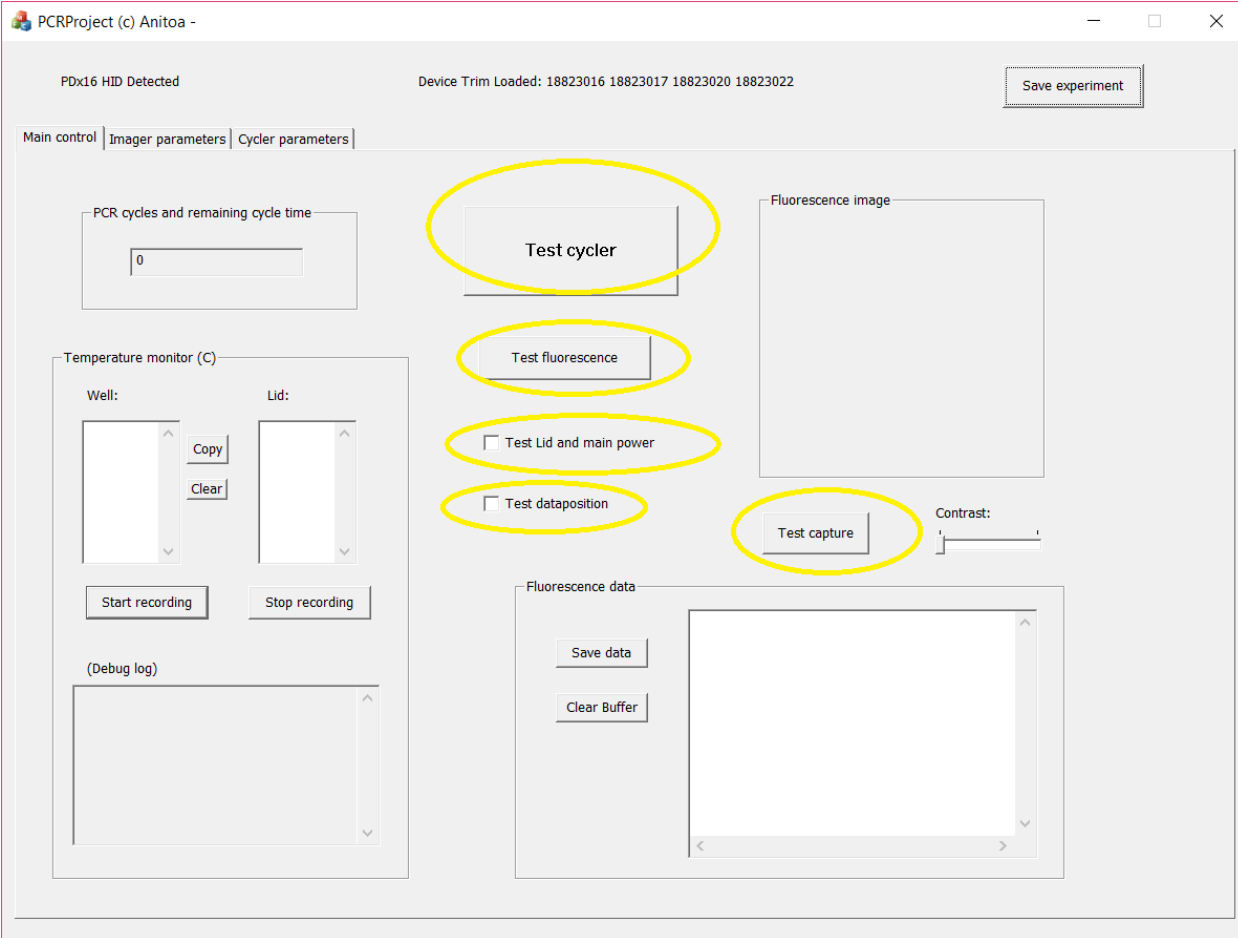 PCRProject (c) Anitoa -
PDx16 HID Detected
Device Trim Loaded: 18823016 18823017 18823020 18823022
Save experiment
Main control
Imager parameters
Cycler parameters
PCR cycles and remaining cycle time
0
Test cycler
Fluorescence image
Test fluorescence
Temperature monitor (C)
Well:
Lid:
Copy
Clear
Test Lid and main power
Test dataposition
Test capture
Contrast:
Start recording
Stop recording
(Debug log)
Fluorescence data
Save data
Clear Buffer